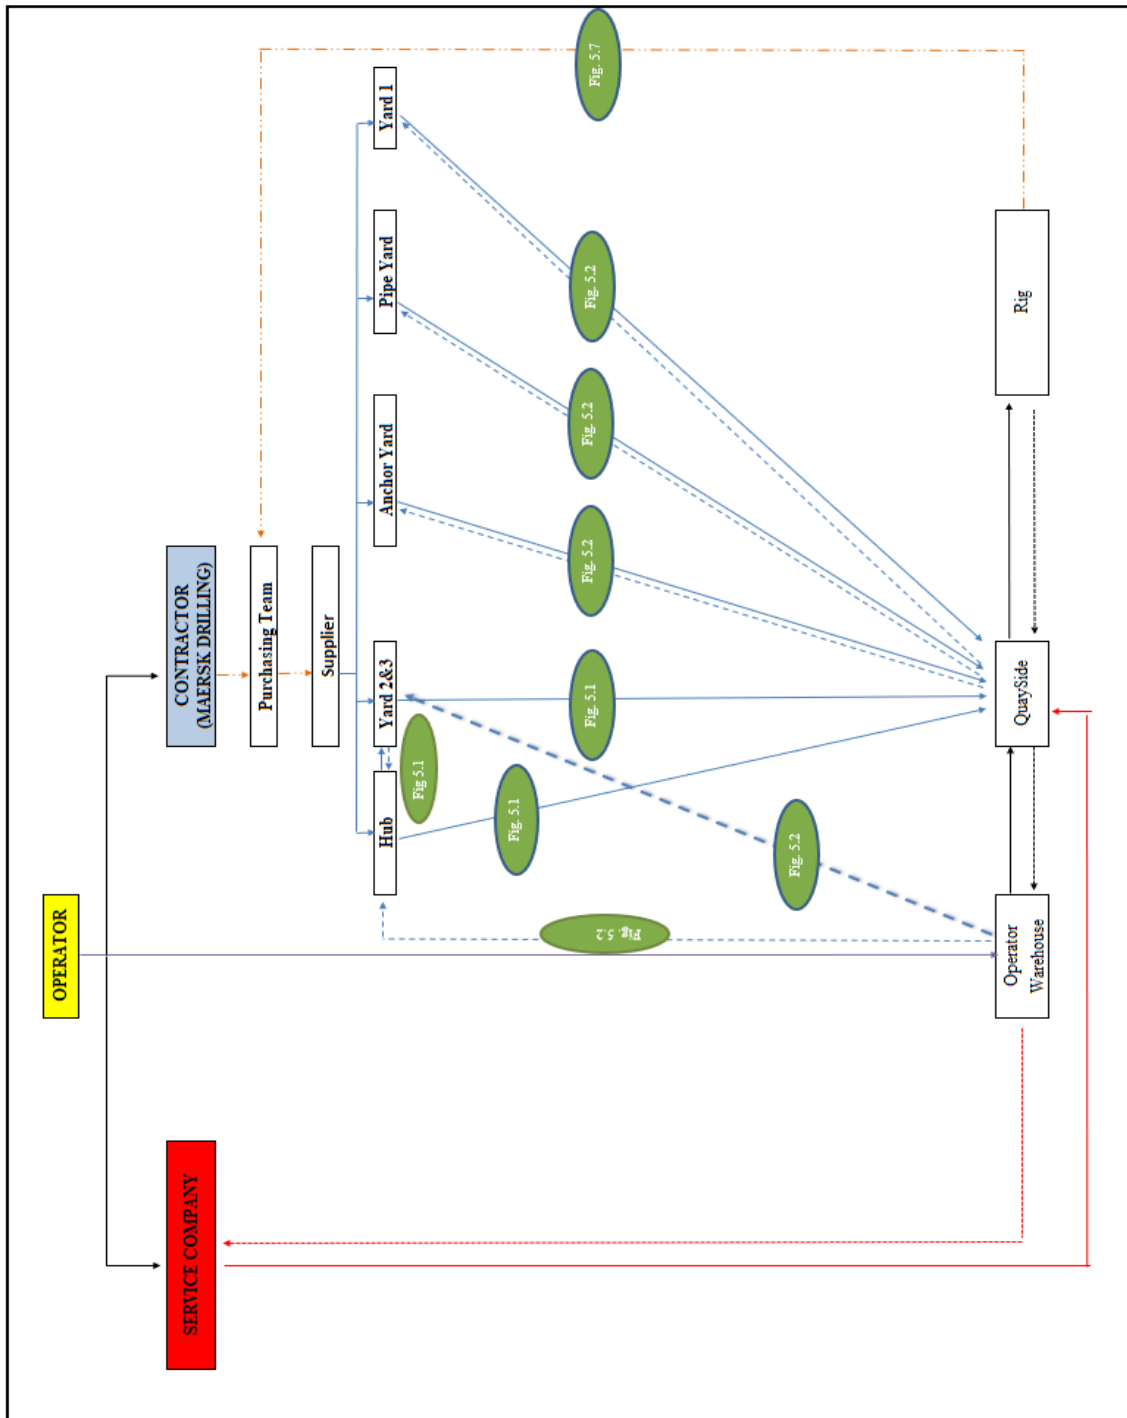 OPERATOR
SERVICE COMPANY
CONTRACTOR
(MAERSK DRILLING)
Purchasing Team
Supplier
Hub
Yard 2&3
Anchor Yard
Pipe Yard
Yard 1
Fig 5.1
Fig. 5.1
Fig. 5.1
Fig. 5.2
Fig. 5.2
Fig. 5.2
Fig. 5.7
Fig. 5.2
Fig. 5.2
Operator
Warehouse
QuaySide
Rig